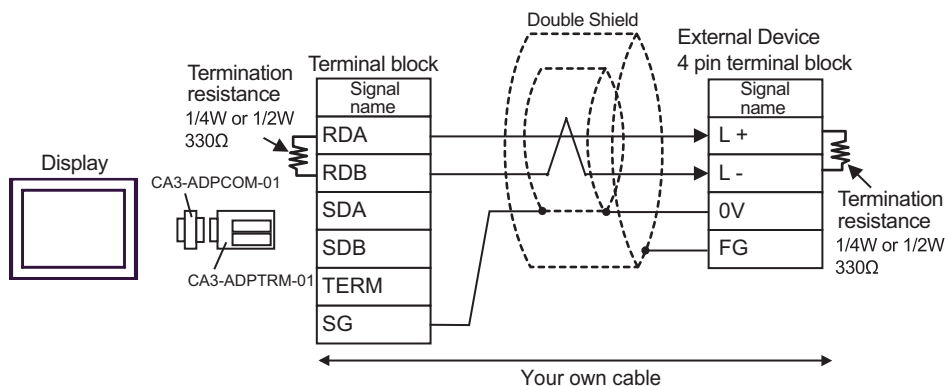 Double Shield
External Device
4 pin terminal block
Terminal block
Termination
resistance
1/4W or 1/2W
330Ω
Signal
name
RDA
RDB
SDA
SDB
TERM
SG
Signal
name
L +
L -
0V
FG
Display
CA3-ADPCOM-01
CA3-ADPTRM-01
Termination
resistance
1/4W or 1/2W
330Ω
Your own cable